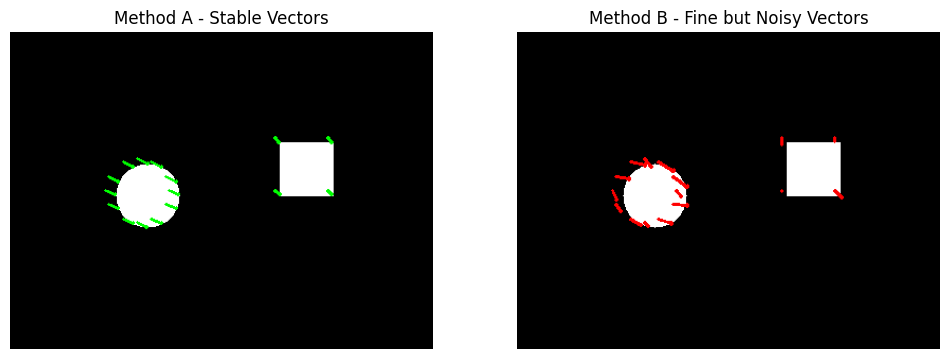 Method A - Stable Vectors
Method B - Fine but Noisy Vectors